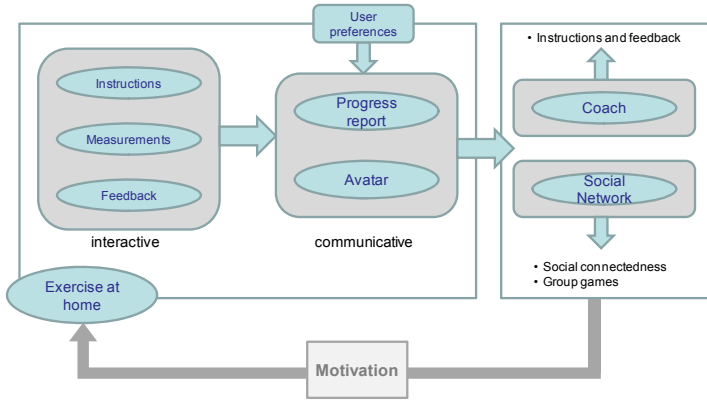 User
preferences
Instructions
Measurements
Feedback
interactive
Progress
report
Avatar
communicative
• Instructions and feedback
Coach
Social
Network
• Social connectedness
• Group games
Exercise at
home
Motivation